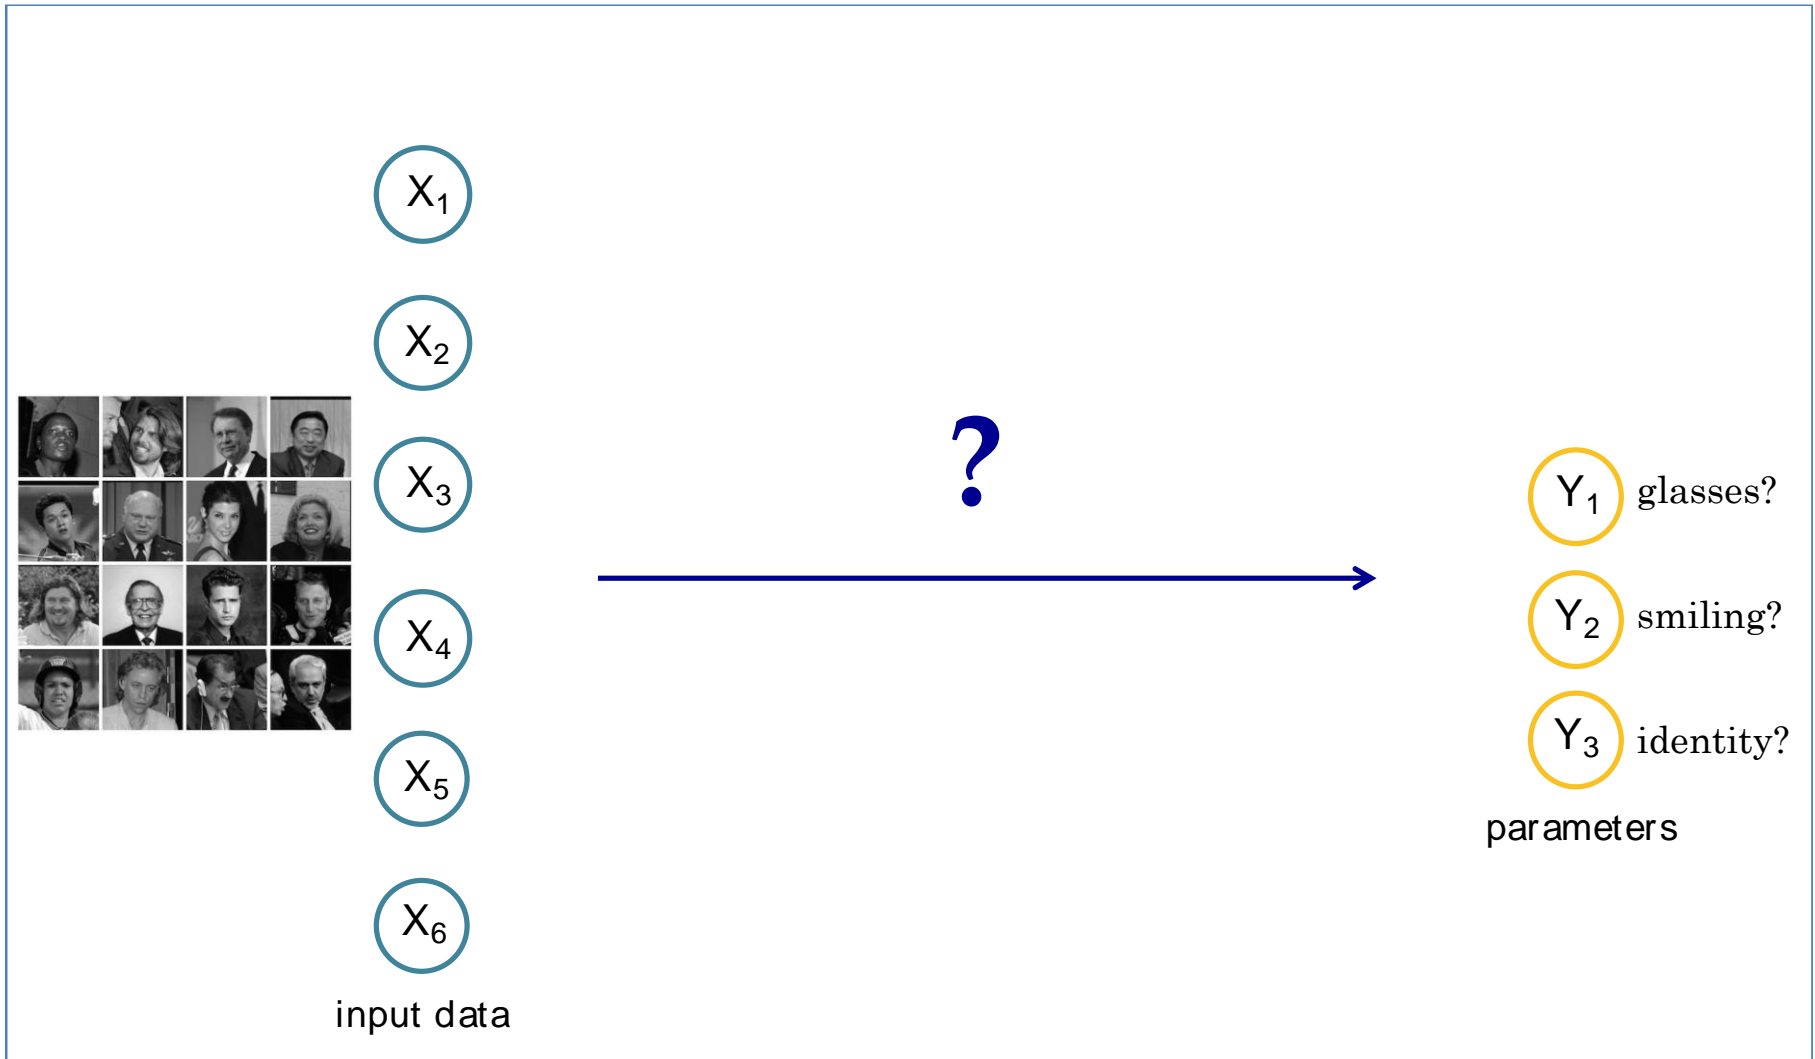 X1
X2
X3
X4
X5
X6
input data
?
Y1 glasses?
Y2 smiling?
Y3 identity?
parameters